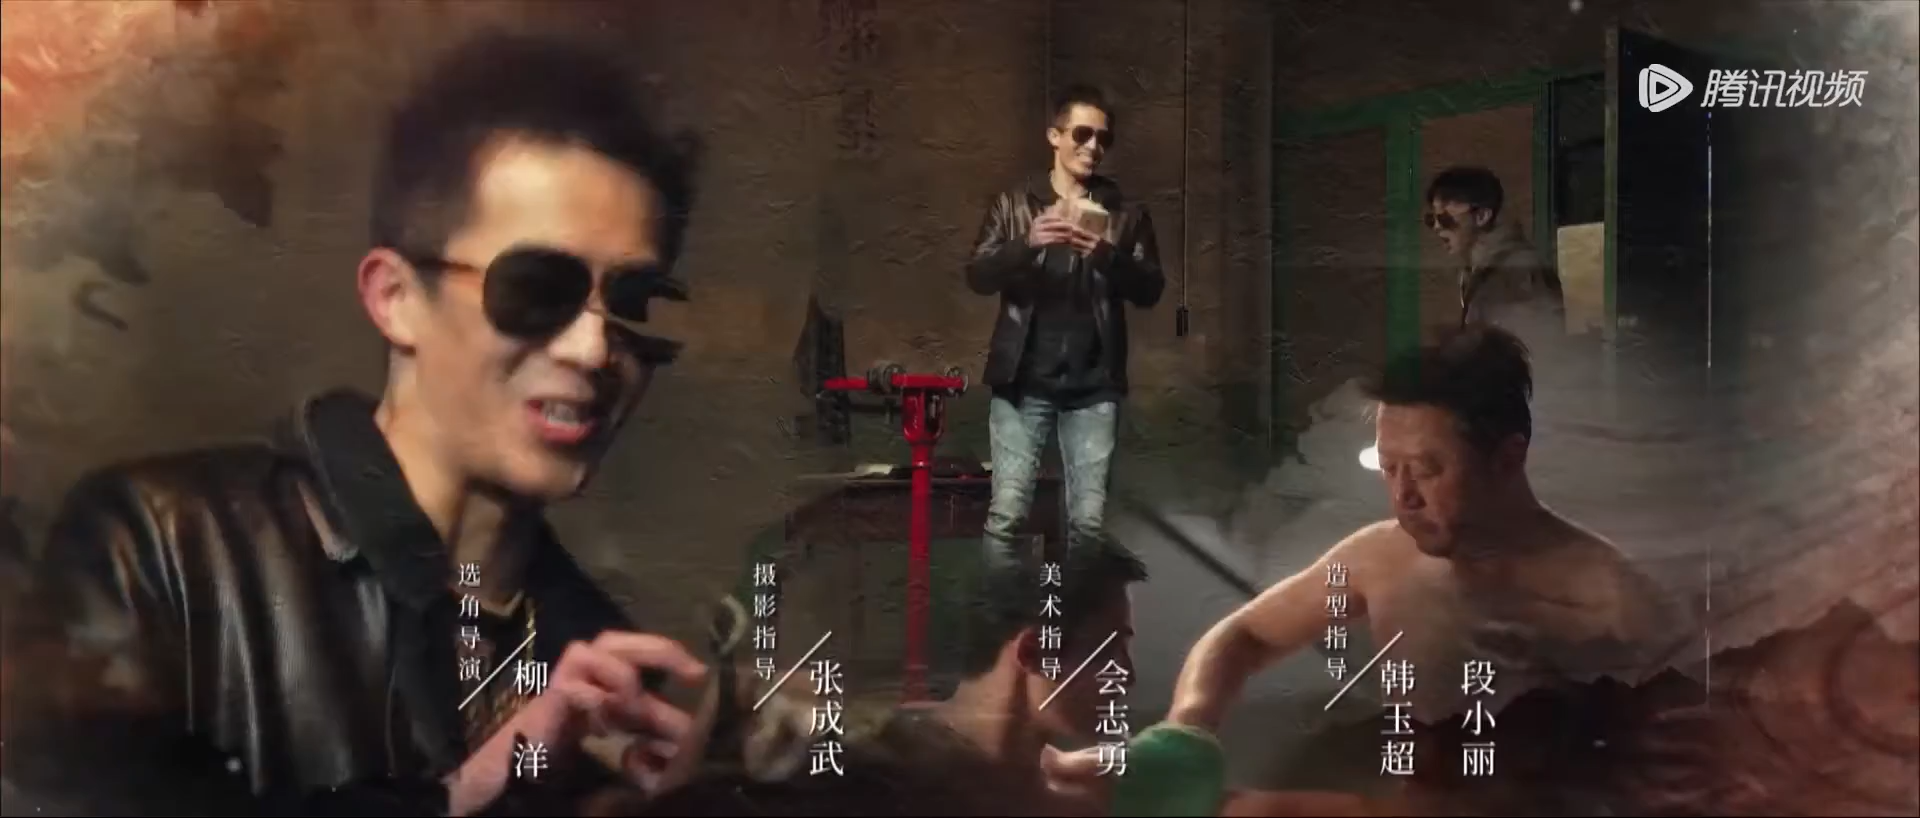 腾讯视频
选角导演
柳洋
摄影指导
张成武
美术指导
会志勇
造型指导
韩玉超
段小丽